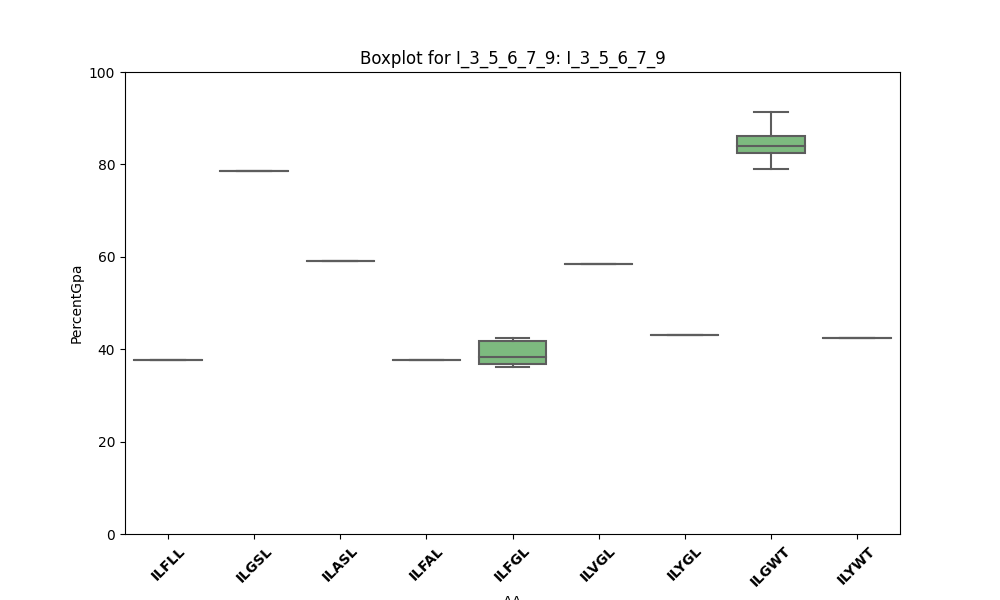 Boxplot for I_3_5_6_7_9: I_3_5_6_7_9
100
80
60
40
20
0
PercentGpa
ILFLL
ILGSL
ILASL
ILFAL
ILFGL
ILVGL
ILYGL
ILGWT
ILYWT
AA